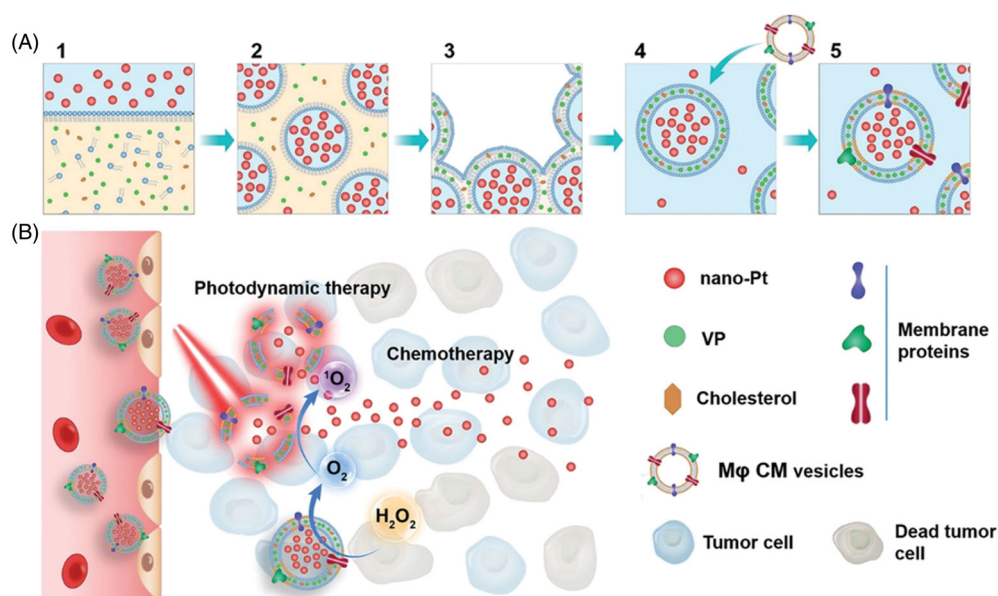 (A)
1
2
3
4
5
(B)
Photodynamic therapy
Chemotherapy
¹O₂
O₂
H₂O₂
nano-Pt
VP
Cholesterol
Membrane
proteins
Mφ CM vesicles
Tumor cell
Dead tumor
cell